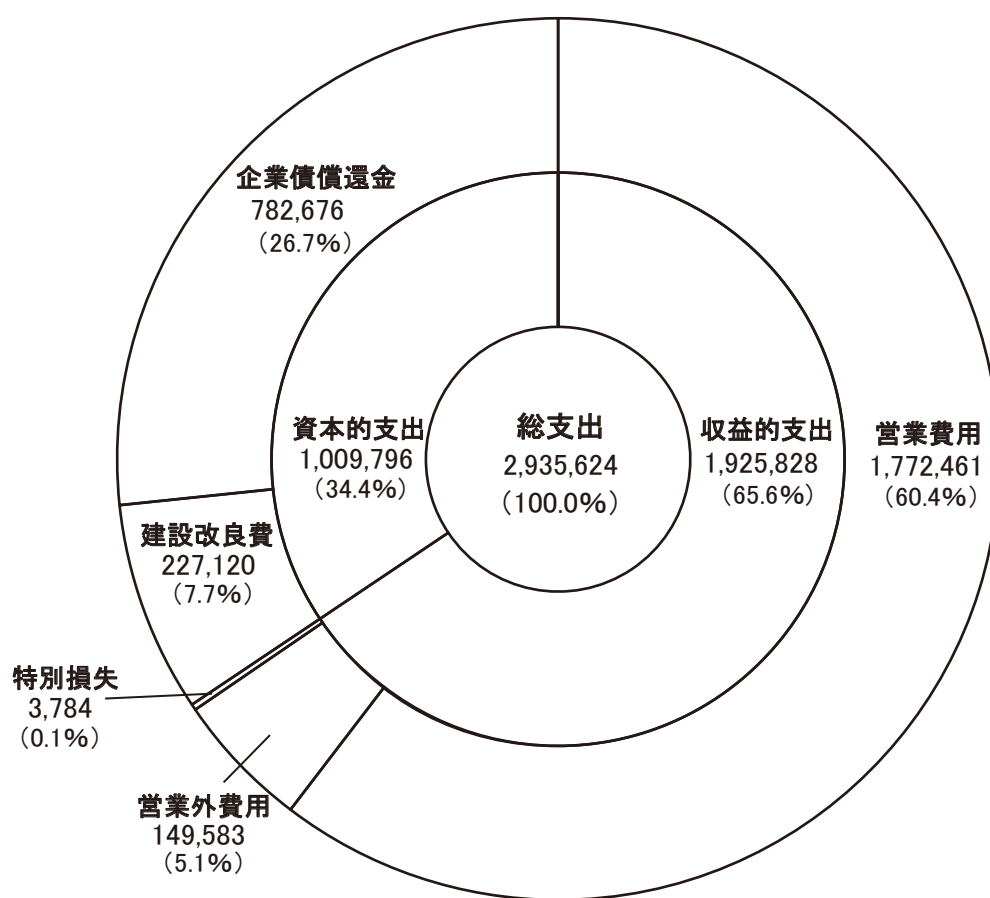 企業債償還金
782,676
（26.7%）
資本的支出
1,009,796
（34.4%）
総支出
2,935,624
（100.0%）
収益的支出
1,925,828
（65.6%）
営業費用
1,772,461
（60.4%）
建設改良費
227,120
（7.7%）
特別損失
3,784
（0.1%）
営業外費用
149,583
（5.1%）